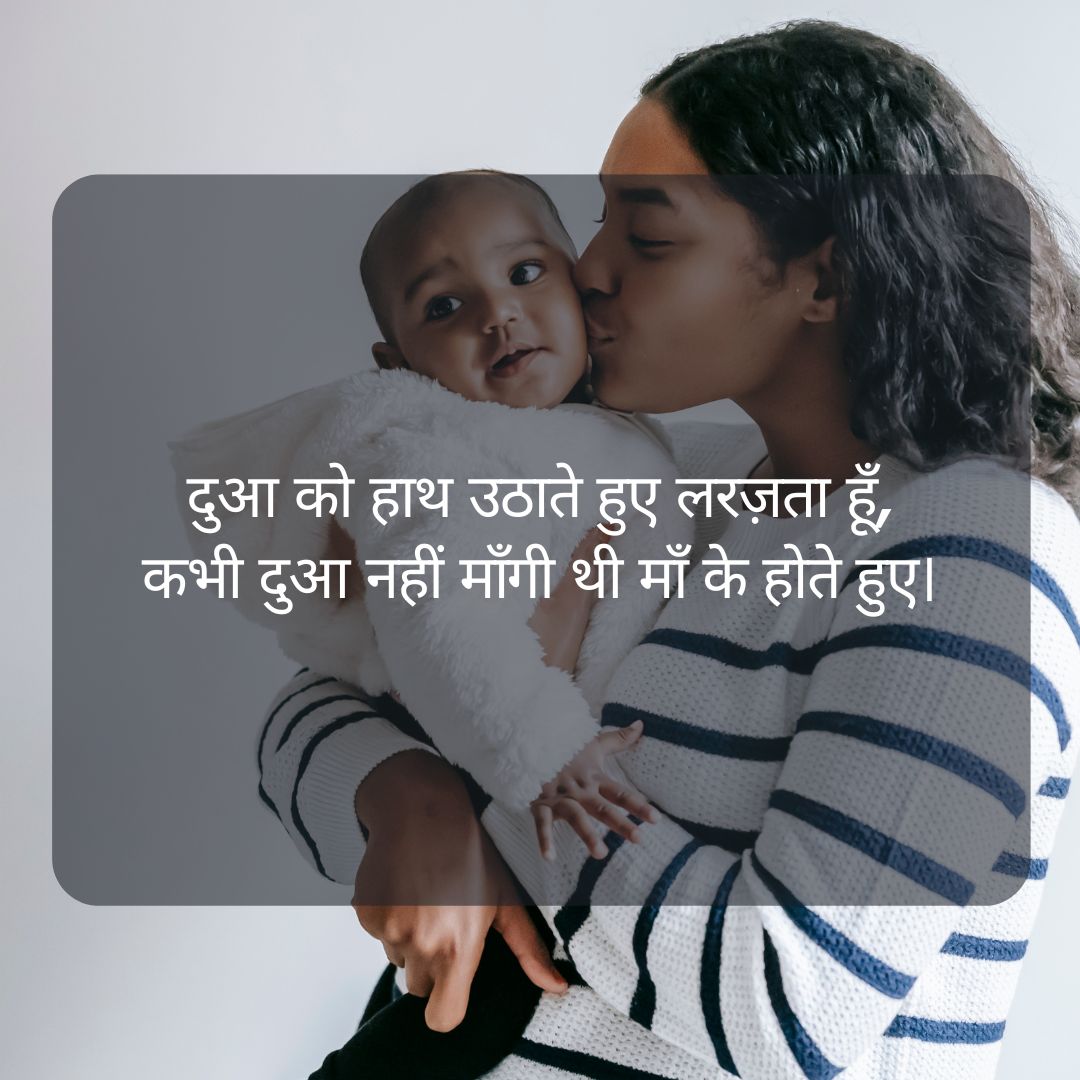 दुआ को हाथ उठाते हुए लरज़ता हूँ,
कभी दुआ नहीं माँगी थी माँ के होते हुए।